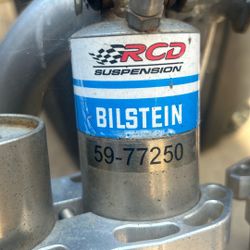 RCD
SUSPENSION
BILSTEIN
59-77250